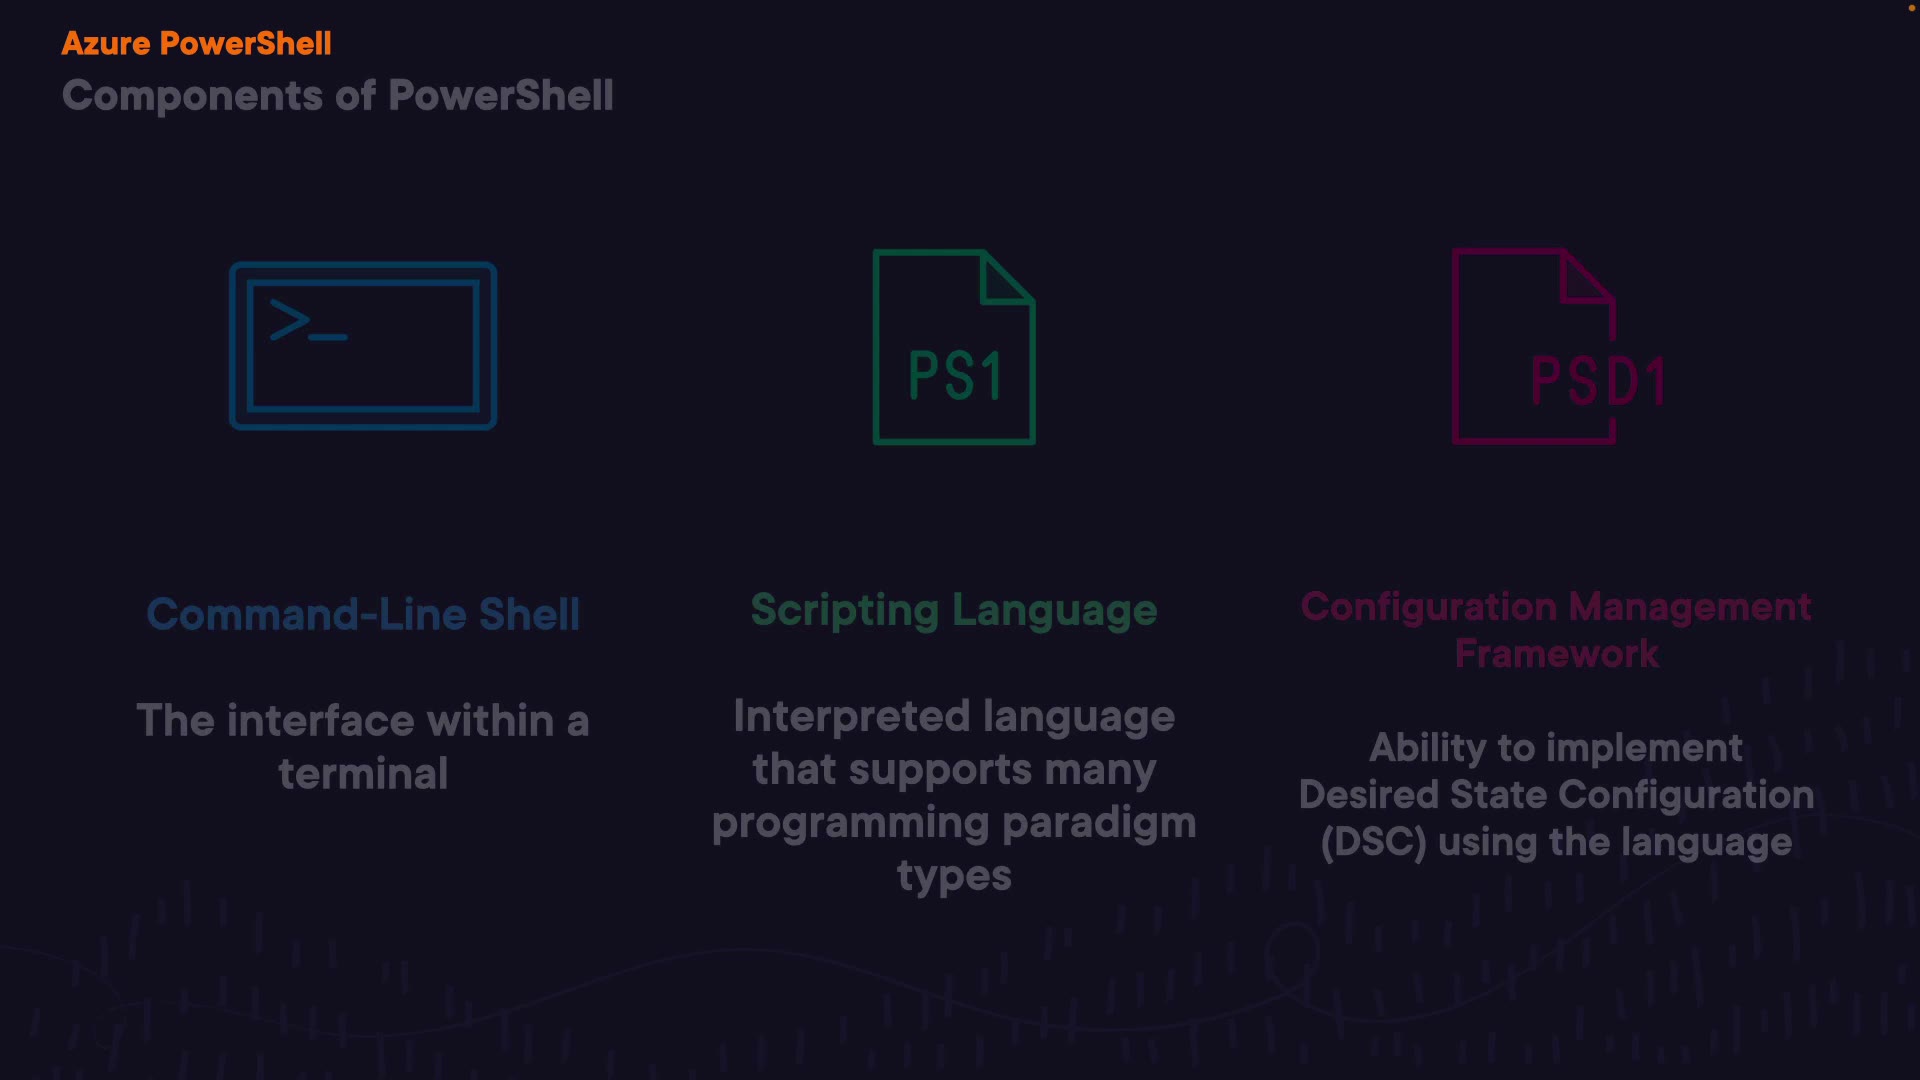 Azure PowerShell
Components of PowerShell
>_
PS1
PSD1
Command-Line Shell
The interface within a
terminal
Scripting Language
Interpreted language
that supports many
programming paradigm
types
Configuration Management
Framework
Ability to implement
Desired State Configuration
(DSC) using the language